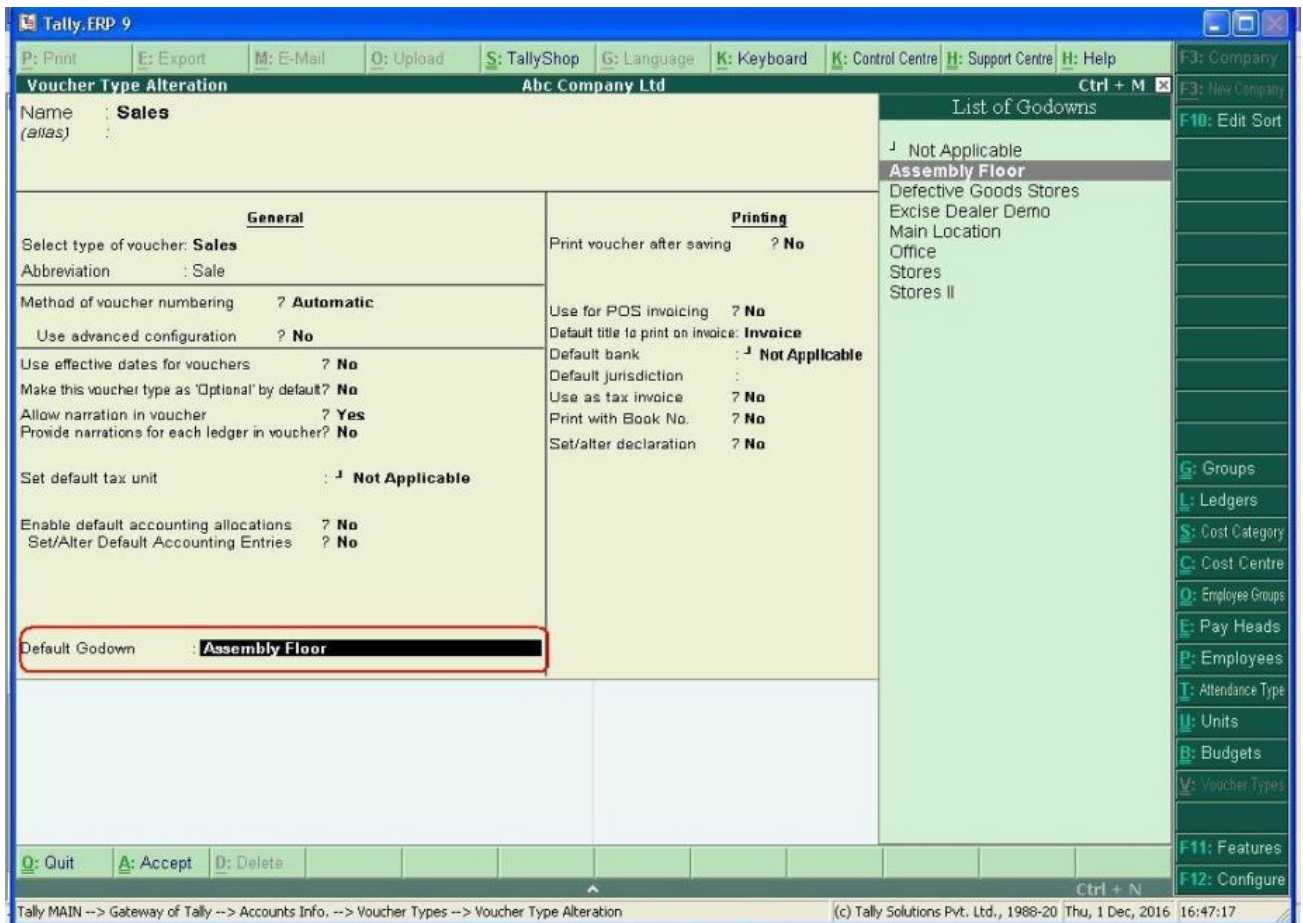 Tally.ERP 9
P: Print E: Export M: E-Mail O: Upload S: TallyShop G: Language K: Keyboard K: Control Centre H: Support Centre H: Help F3: Company
Voucher Type Alteration Abc Company Ltd Ctrl + M
F3: New Company
Name : Sales
(alias) :
List of Godowns
F10: Edit Sort
┘ Not Applicable
Assembly Floor
Defective Goods Stores
Excise Dealer Demo
Main Location
Office
Stores
Stores II
General
Select type of voucher: Sales
Abbreviation : Sale
Method of voucher numbering ? Automatic
Use advanced configuration ? No
Use effective dates for vouchers ? No
Make this voucher type as 'Optional' by default? No
Allow narration in voucher ? Yes
Provide narrations for each ledger in voucher? No
Set default tax unit : ┘ Not Applicable
Enable default accounting allocations ? No
Set/Alter Default Accounting Entries ? No
Default Godown : Assembly Floor
Printing
Print voucher after saving ? No
Use for POS invoicing ? No
Default title to print on invoice: Invoice
Default bank : ┘ Not Applicable
Default jurisdiction :
Use as tax invoice ? No
Print with Book No. ? No
Set/alter declaration ? No
G: Groups
L: Ledgers
S: Cost Category
C: Cost Centre
O: Employee Groups
E: Pay Heads
P: Employees
T: Attendance Type
U: Units
B: Budgets
V: Voucher Types
F11: Features
F12: Configure
Q: Quit A: Accept D: Delete
Ctrl + N
Tally MAIN --> Gateway of Tally --> Accounts Info. --> Voucher Types --> Voucher Type Alteration (c) Tally Solutions Pvt. Ltd., 1988-20 Thu, 1 Dec, 2016 16:47:17